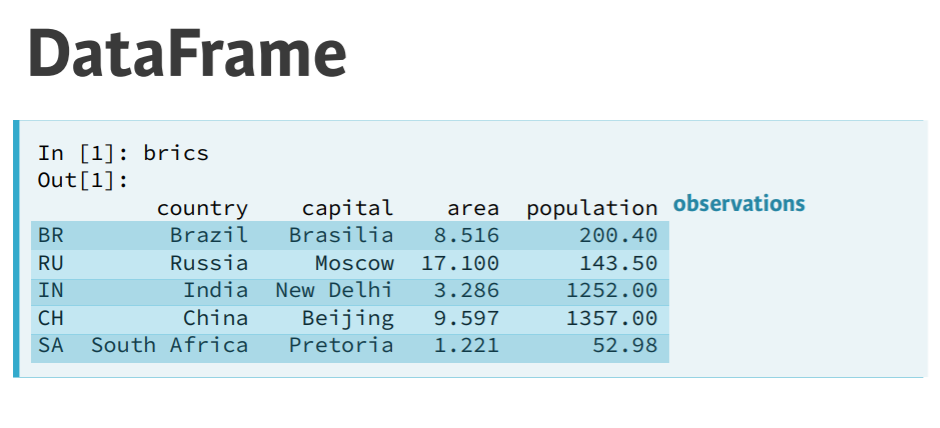 DataFrame
In [1]: brics
Out[1]:
country capital area population observations
BR Brazil Brasilia 8.516 200.40
RU Russia Moscow 17.100 143.50
IN India New Delhi 3.286 1252.00
CH China Beijing 9.597 1357.00
SA South Africa Pretoria 1.221 52.98